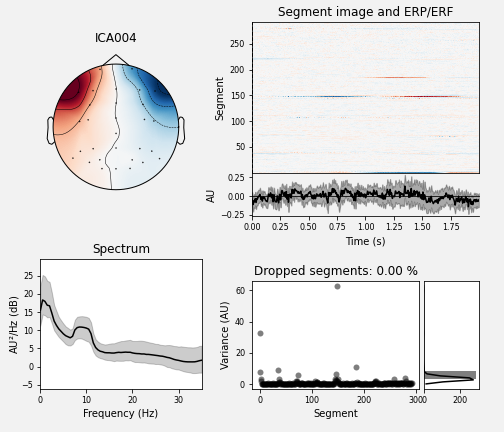 ICA004
Segment image and ERP/ERF
Segment
250
200
150
100
50
AU
0.25
0.00
−0.25
0.00 0.25 0.50 0.75 1.00 1.25 1.50 1.75
Time (s)
Spectrum
AU²/Hz (dB)
25
20
15
10
5
0
−5
0 10 20 30
Frequency (Hz)
Dropped segments: 0.00 %
Variance (AU)
60
40
20
0
0 100 200 300
Segment
200